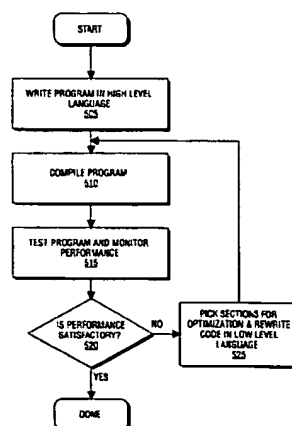 START
WRITE PROGRAM IN HIGH LEVEL
LANGUAGE
505
COMPILE PROGRAM
510
TEST PROGRAM AND MONITOR
PERFORMANCE
515
IS PERFORMANCE
SATISFACTORY?
520
NO
YES
PICK SECTIONS FOR
OPTIMIZATION & REWRITE
CODE IN LOW LEVEL
LANGUAGE
525
DONE